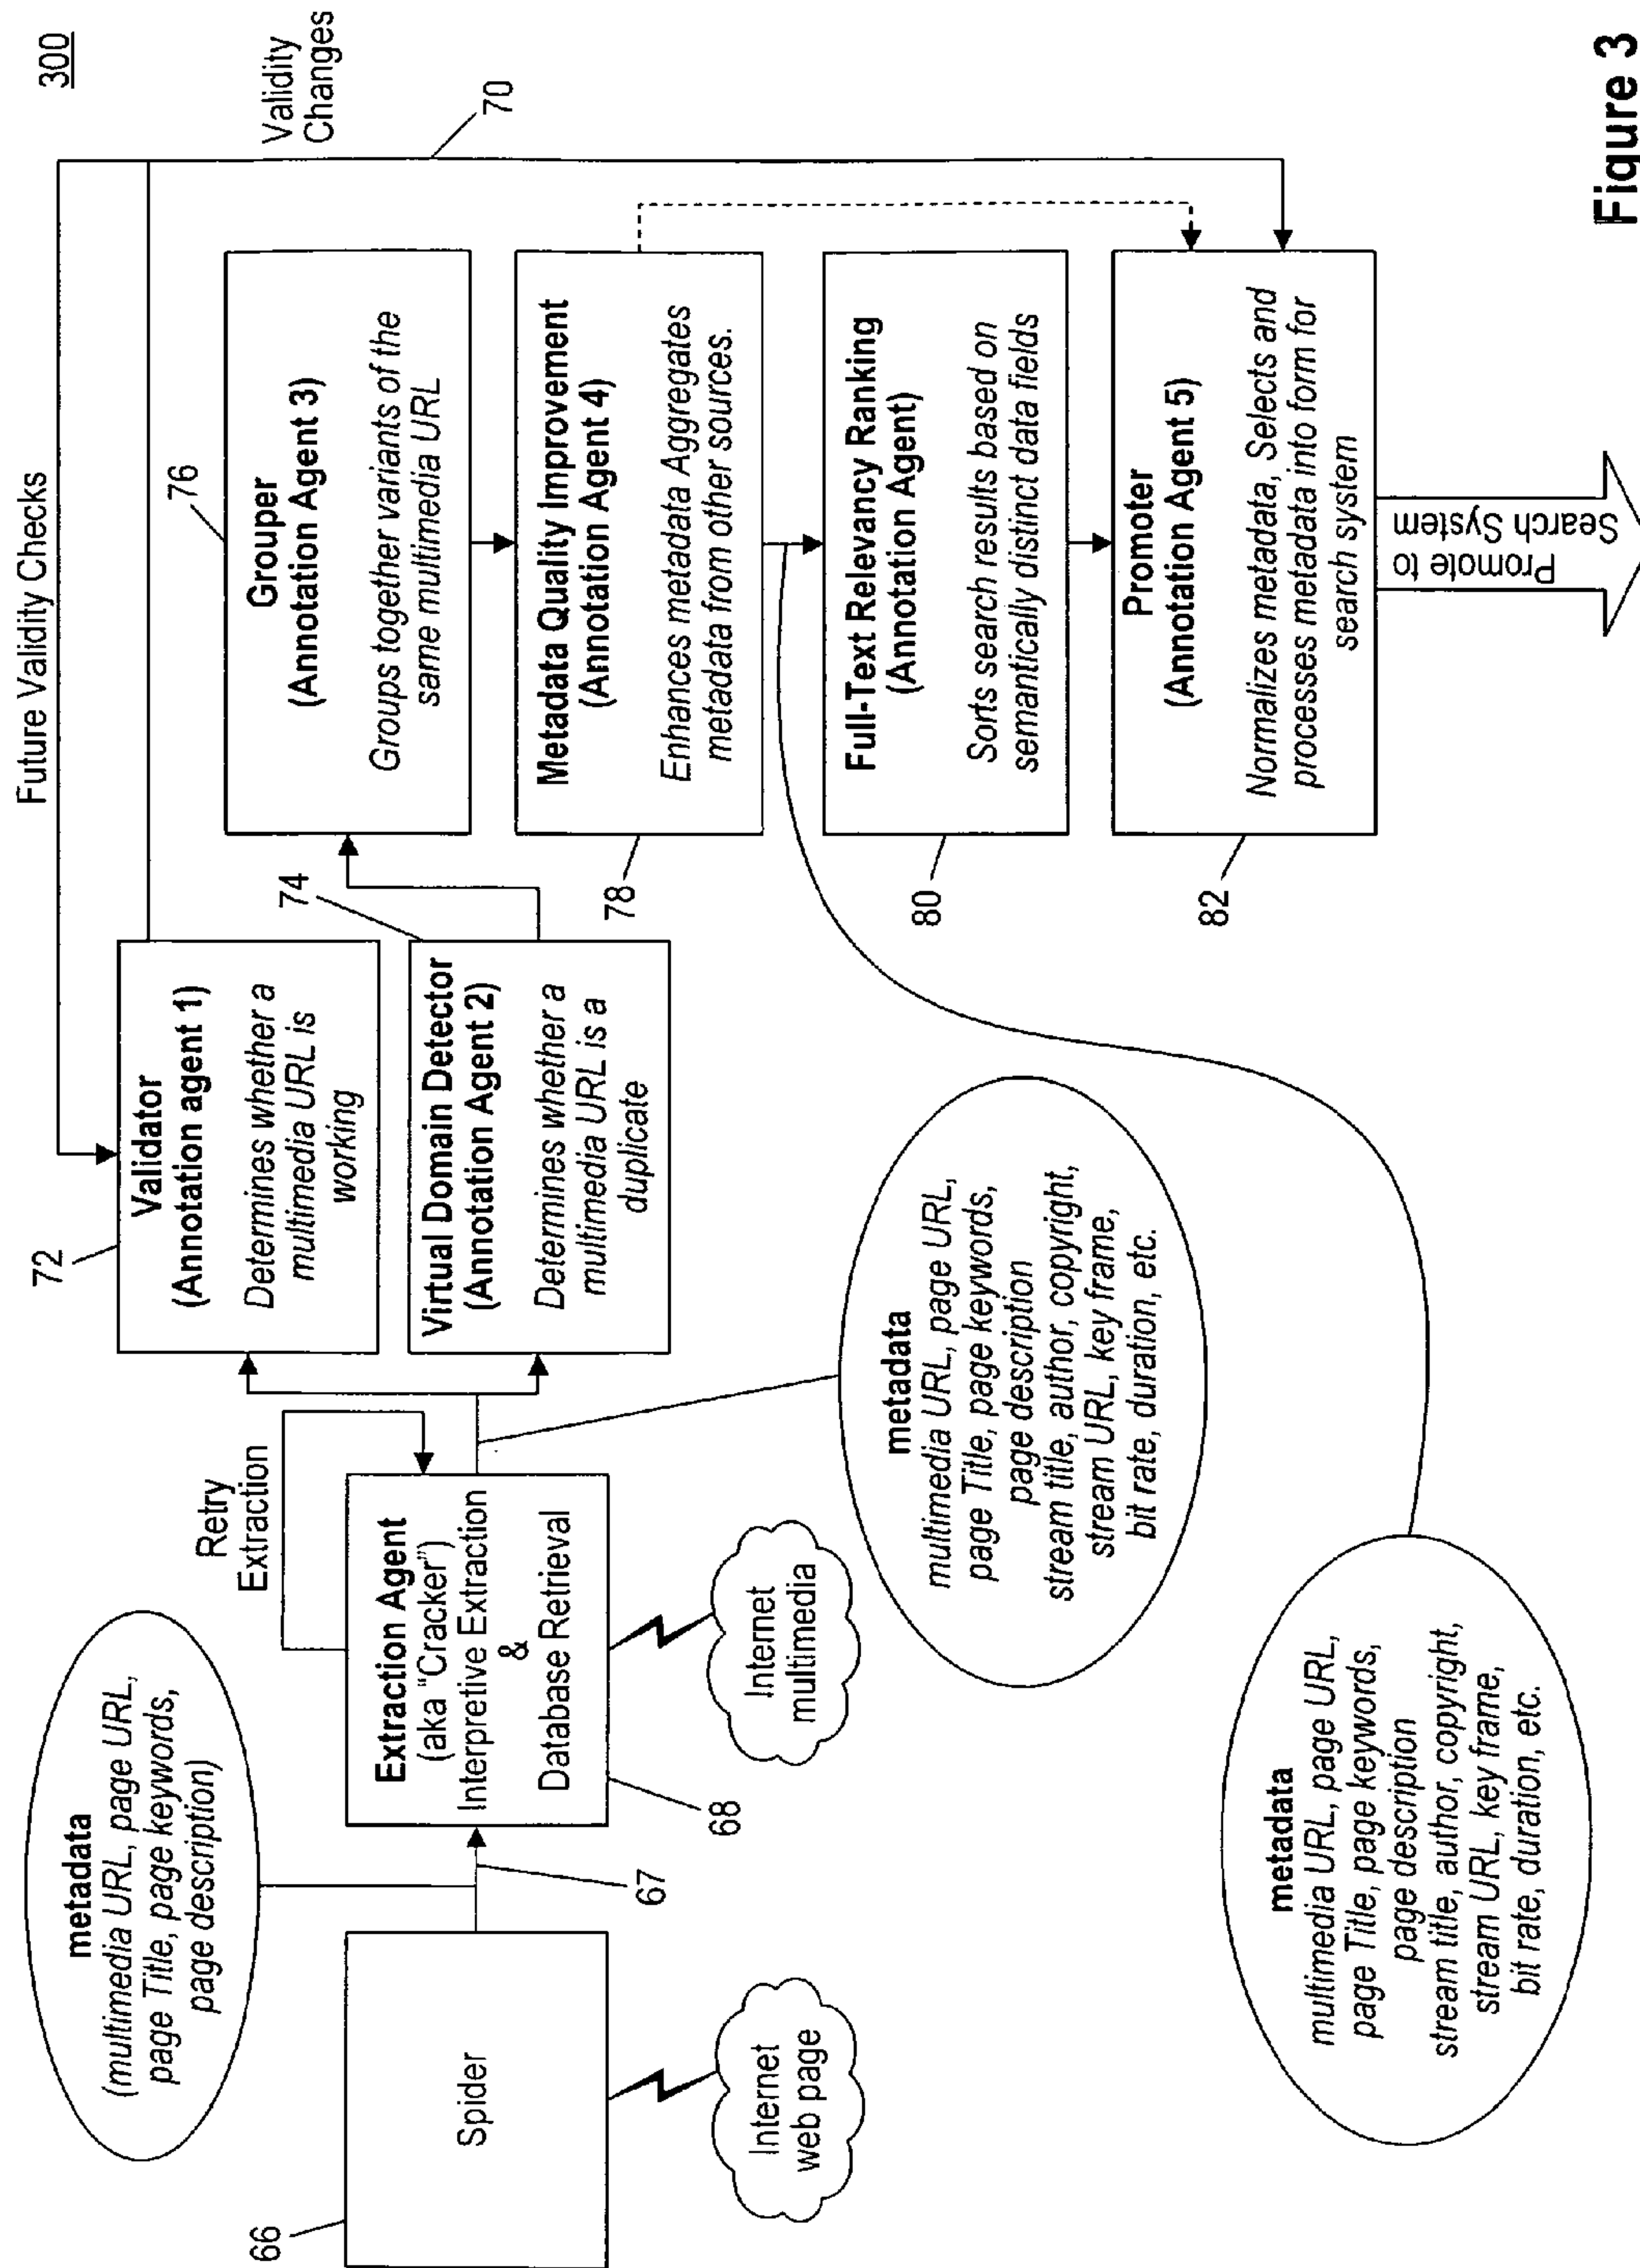 300
Future Validity Checks
Validity
Changes
70
72
Validator
(Annotation agent 1)
Determines whether a
multimedia URL is
working
74
Virtual Domain Detector
(Annotation Agent 2)
Determines whether a
multimedia URL is a
duplicate
76
Grouper
(Annotation Agent 3)
Groups together variants of the
same multimedia URL
78
Metadada Quality Improvement
(Annotation Agent 4)
Enhances metadata Aggregates
metadata from other sources.
80
Full-Text Relevancy Ranking
(Annotation Agent)
Sorts search results based on
semantically distinct data fields
82
Promoter
(Annotation Agent 5)
Normalizes metadata, Selects and
processes metadata into form for
search system
Promote to
Search System
metadata
(multimedia URL, page URL,
page Title, page keywords,
page description)
66
Spider
67
Internet
web page
Retry
Extraction
Extraction Agent
(aka "Cracker")
Interpretive Extraction
&
Database Retrieval
68
Internet
multimedia
metadata
multimedia URL, page URL,
page Title, page keywords,
page description
stream title, author, copyright,
stream URL, key frame,
bit rate, duration, etc.
metadata
multimedia URL, page URL,
page Title, page keywords,
page description
stream title, author, copyright,
stream URL, key frame,
bit rate, duration, etc.
Figure 3